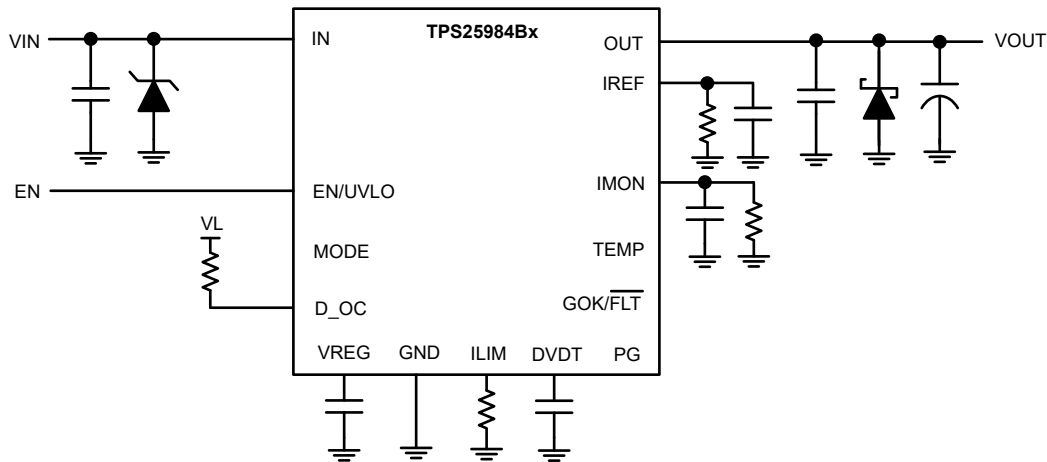 TPS25984Bx
VIN
IN
OUT
VOUT
IREF
EN
EN/UVLO
IMON
VL
MODE
TEMP
D_OC
GOK/F̅L̅T̅
VREG
GND
ILIM
DVDT
PG